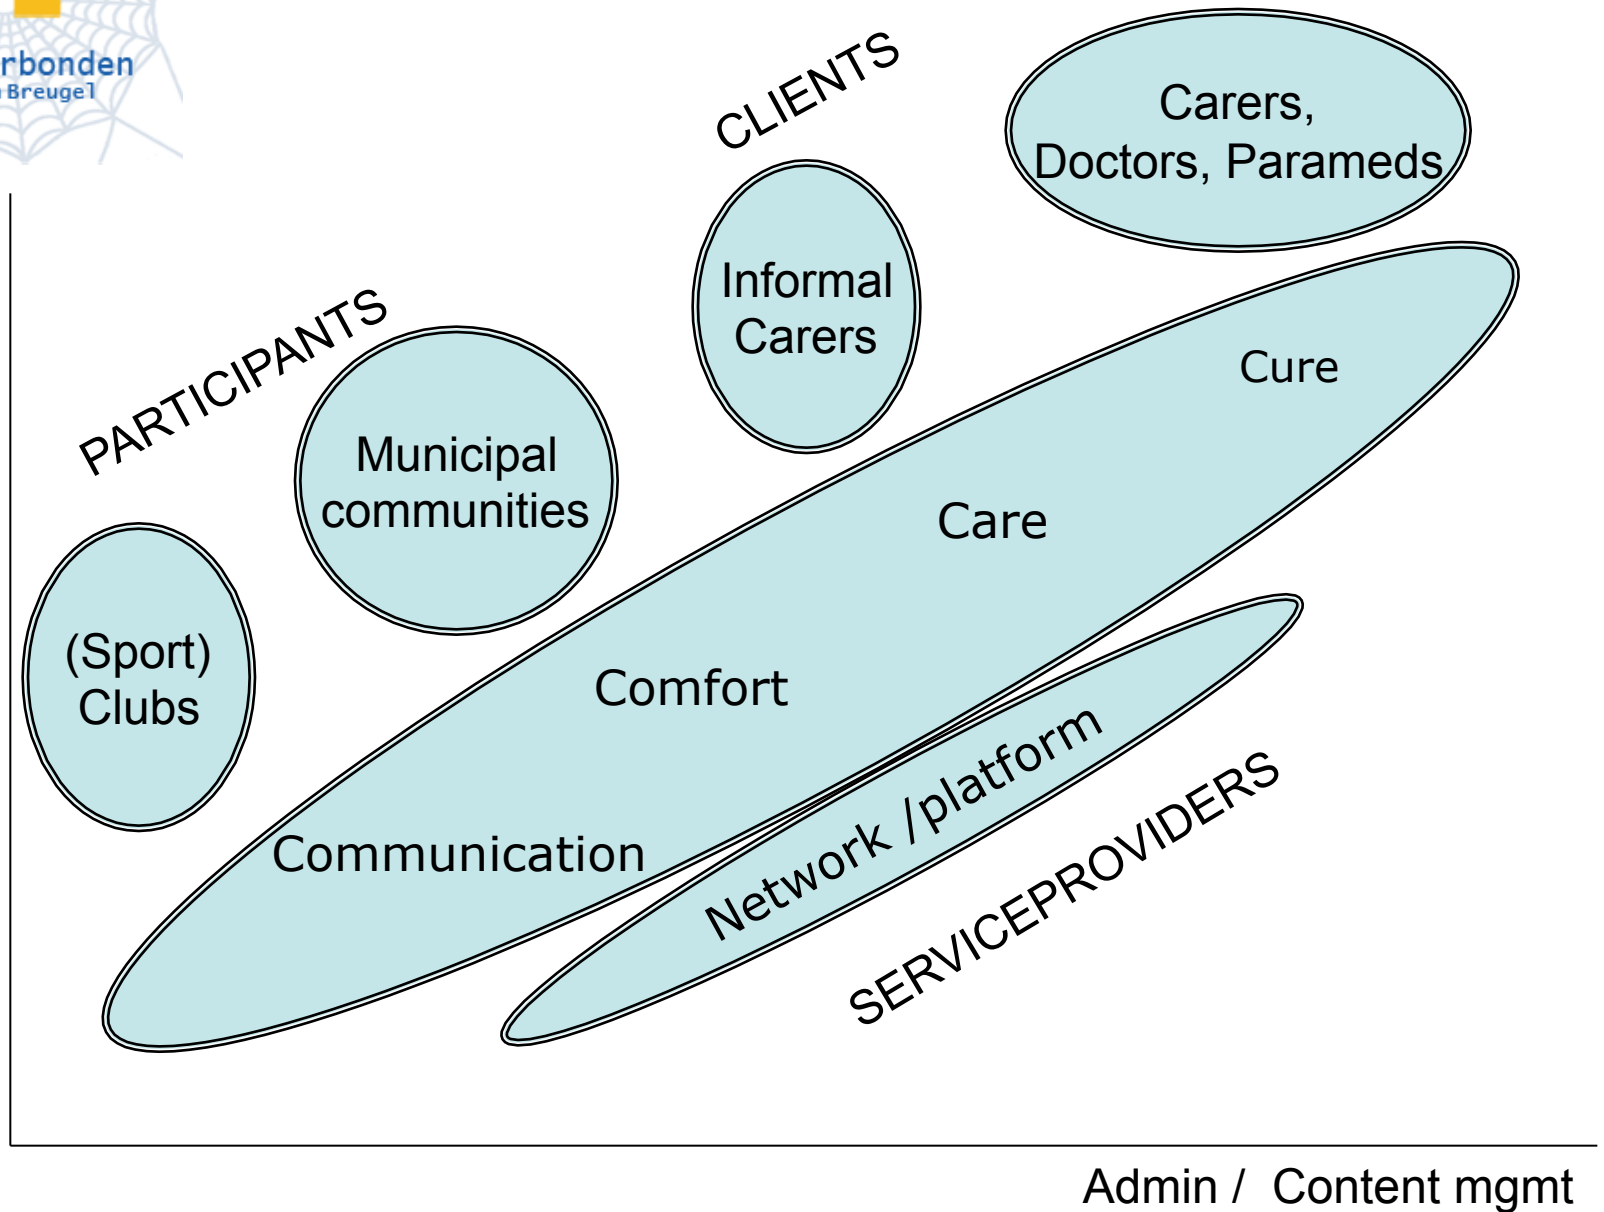 Breugel
CLIENTS
Carers,
Doctors, Parameds
Informal
Carers
PARTICIPANTS
Municipal
communities
Cure
Care
(Sport)
Clubs
Comfort
Communication
Network /platform
SERVICEPROVIDERS
Admin / Content mgmt